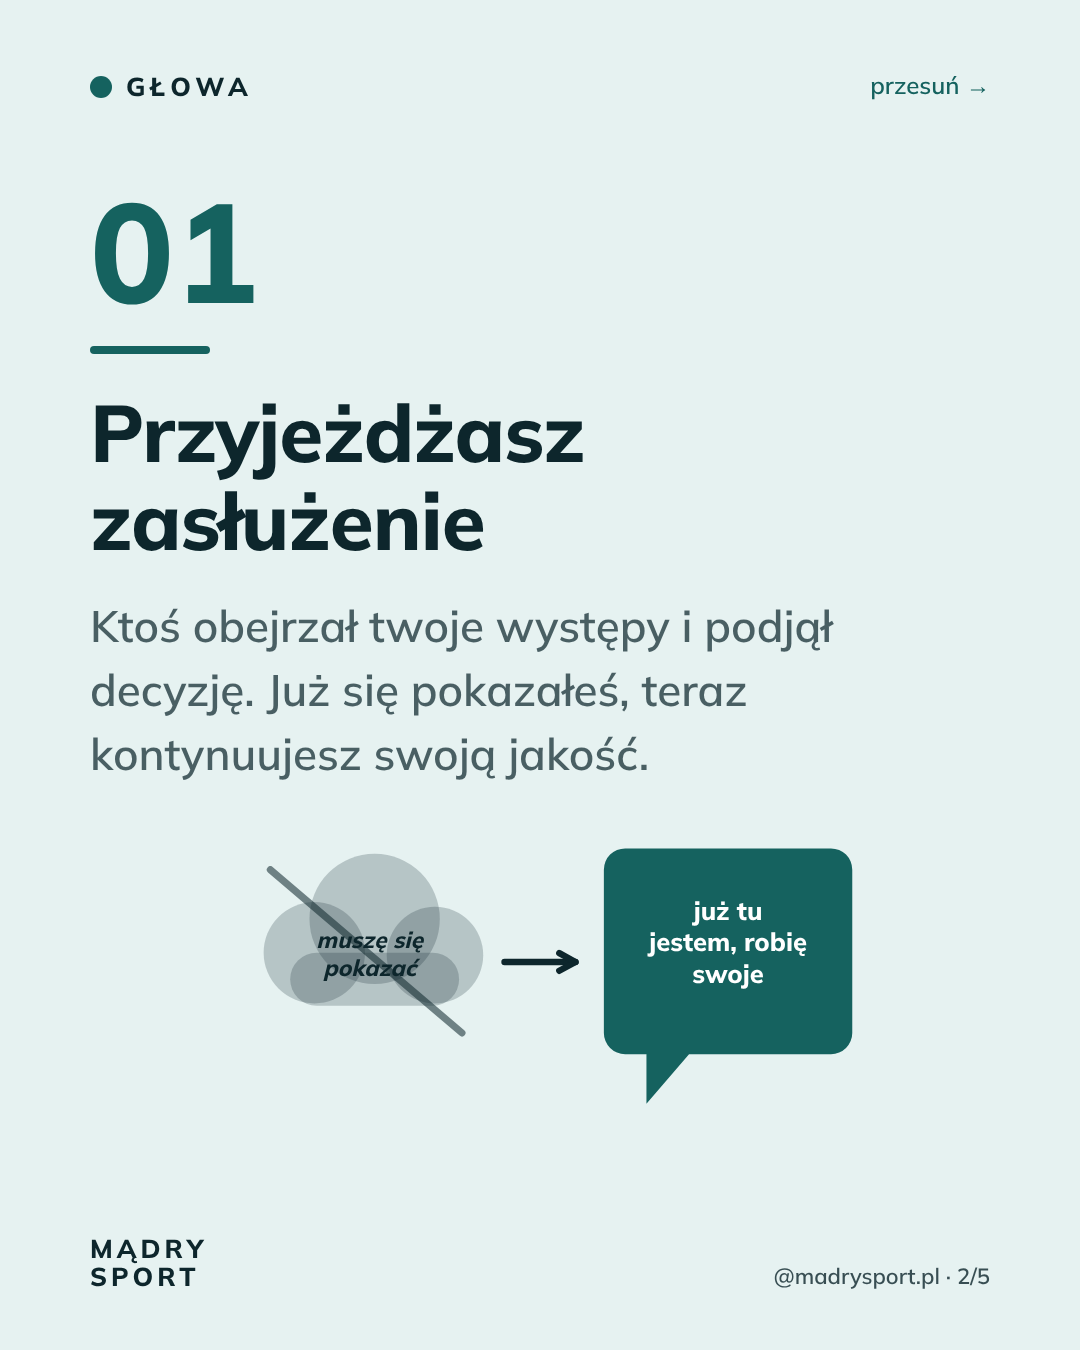 GŁOWA
przesuń →
01
Przyjeżdżasz
zasłużenie
Ktoś obejrzał twoje występy i podjął
decyzję. Już się pokazałeś, teraz
kontynuujesz swoją jakość.
muszę się
pokazać
już tu
jestem, robię
swoje
MĄDRY
SPORT
@madrysport.pl · 2/5